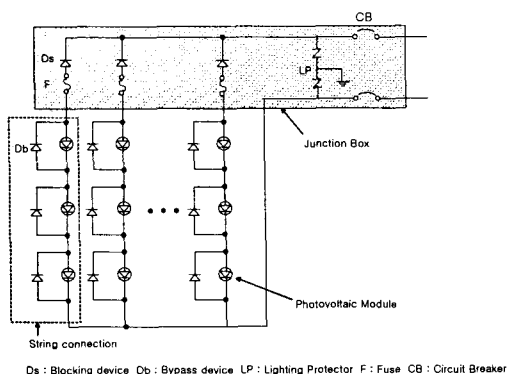 CB
Ds
F
LP
Junction Box
Db
Photovoltaic Module
String connection
Ds : Blocking device Db : Bypass device LP : Lighting Protector F : Fuse CB : Circuit Breaker